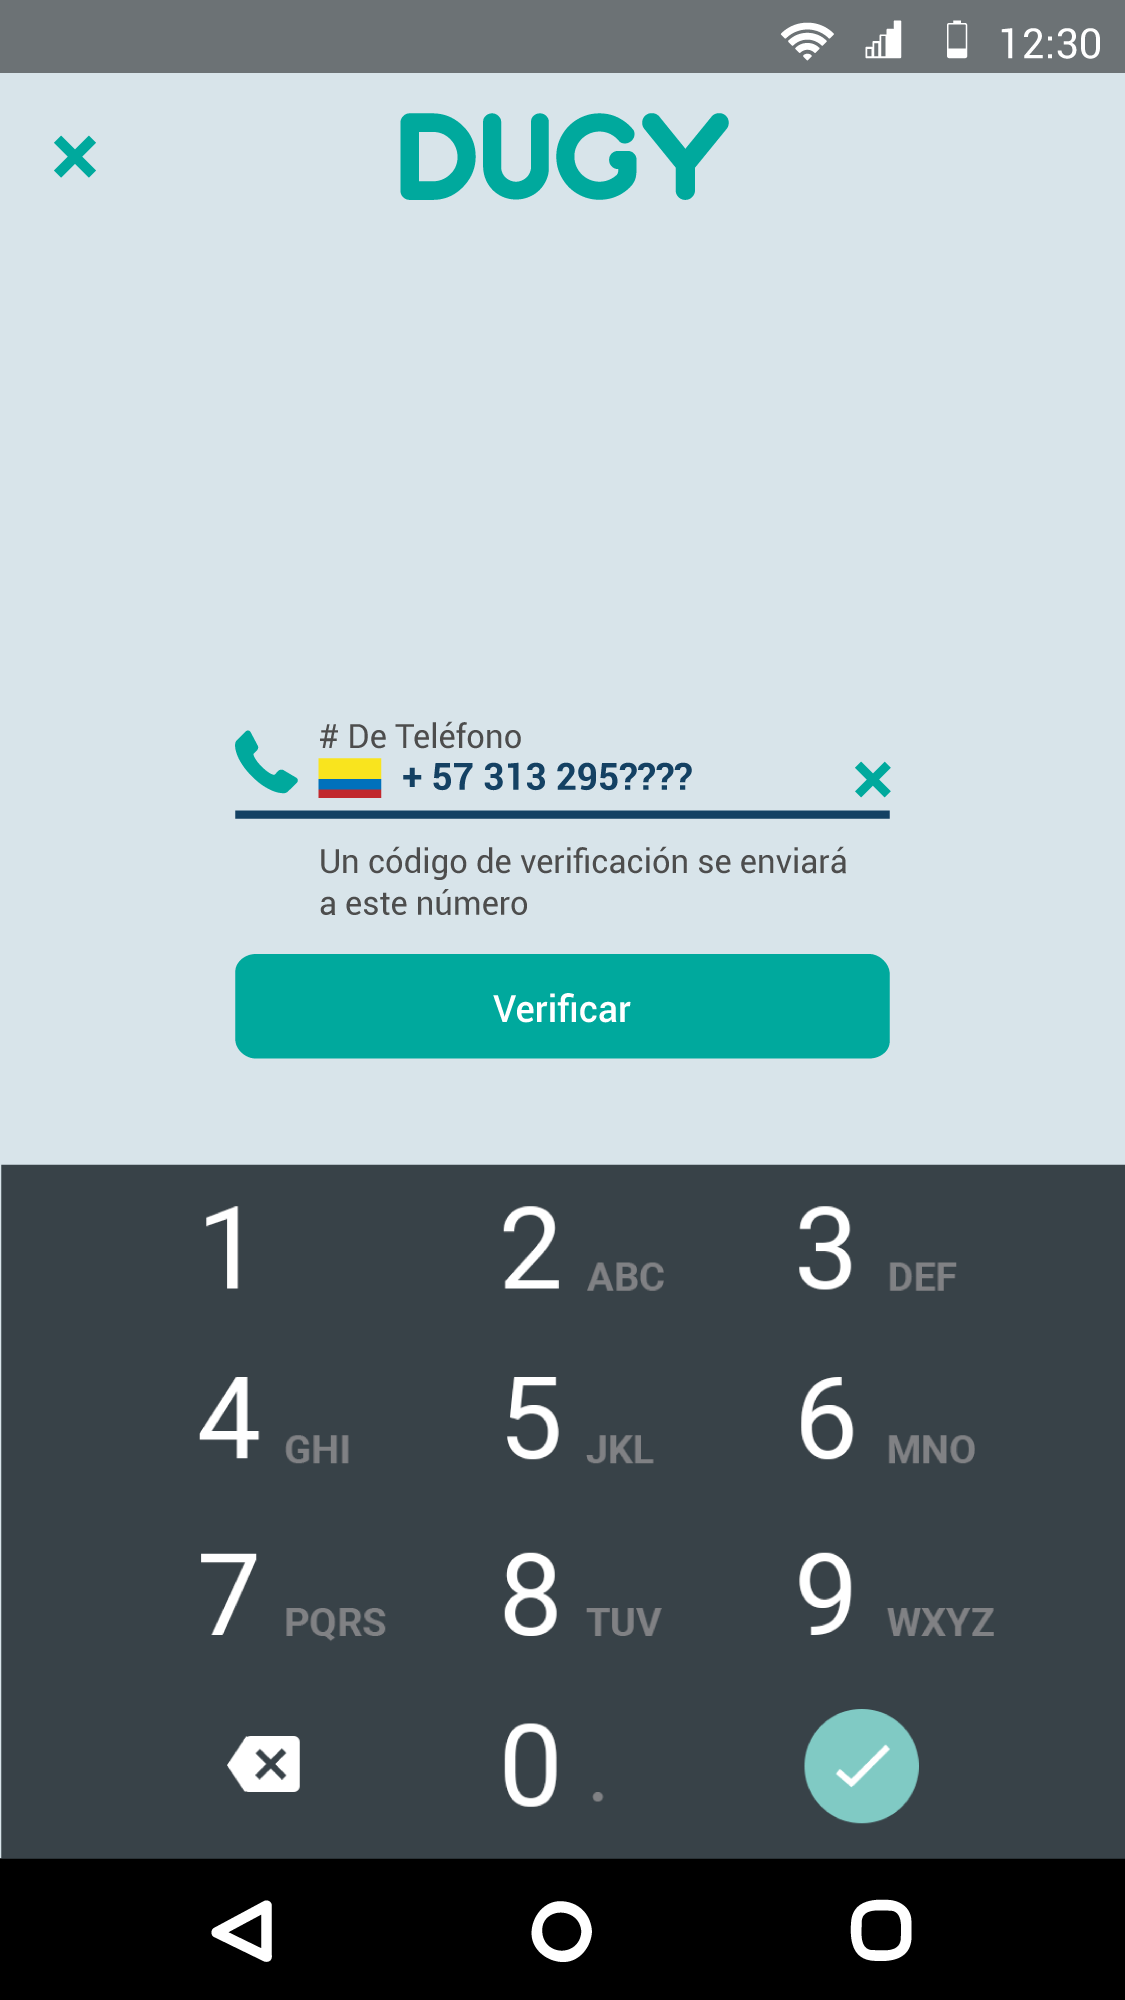 12:30
DUGY
# De Teléfono
+ 57 313 295????
Un código de verificación se enviará
a este número
Verificar
1 2 ABC 3 DEF
4 GHI 5 JKL 6 MNO
7 PQRS 8 TUV 9 WXYZ
0 .